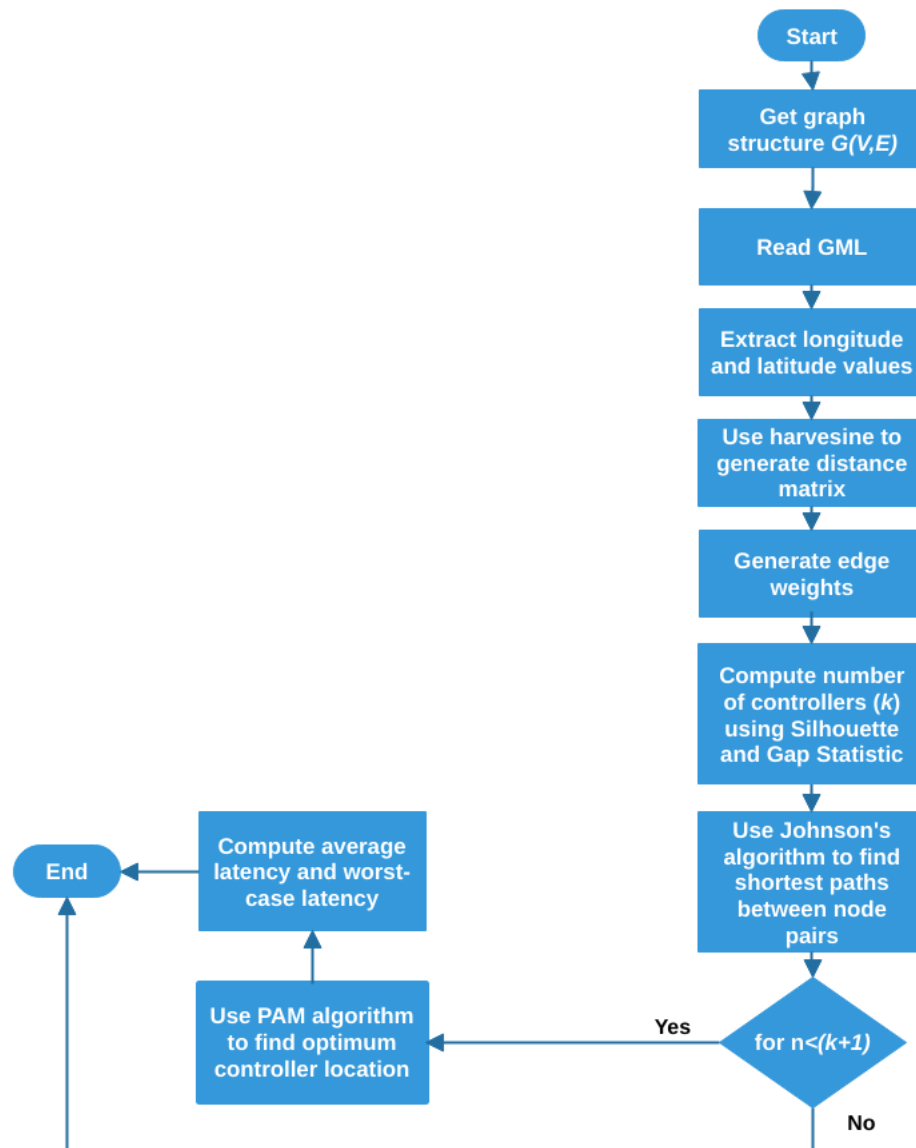 Start
Get graph
structure G(V,E)
Read GML
Extract longitude
and latitude values
Use harvesine to
generate distance
matrix
Generate edge
weights
Compute number
of controllers (k)
using Silhouette
and Gap Statistic
Use Johnson's
algorithm to find
shortest paths
between node
pairs
for n<(k+1)
Yes
No
Use PAM algorithm
to find optimum
controller location
Compute average
latency and worst-
case latency
End